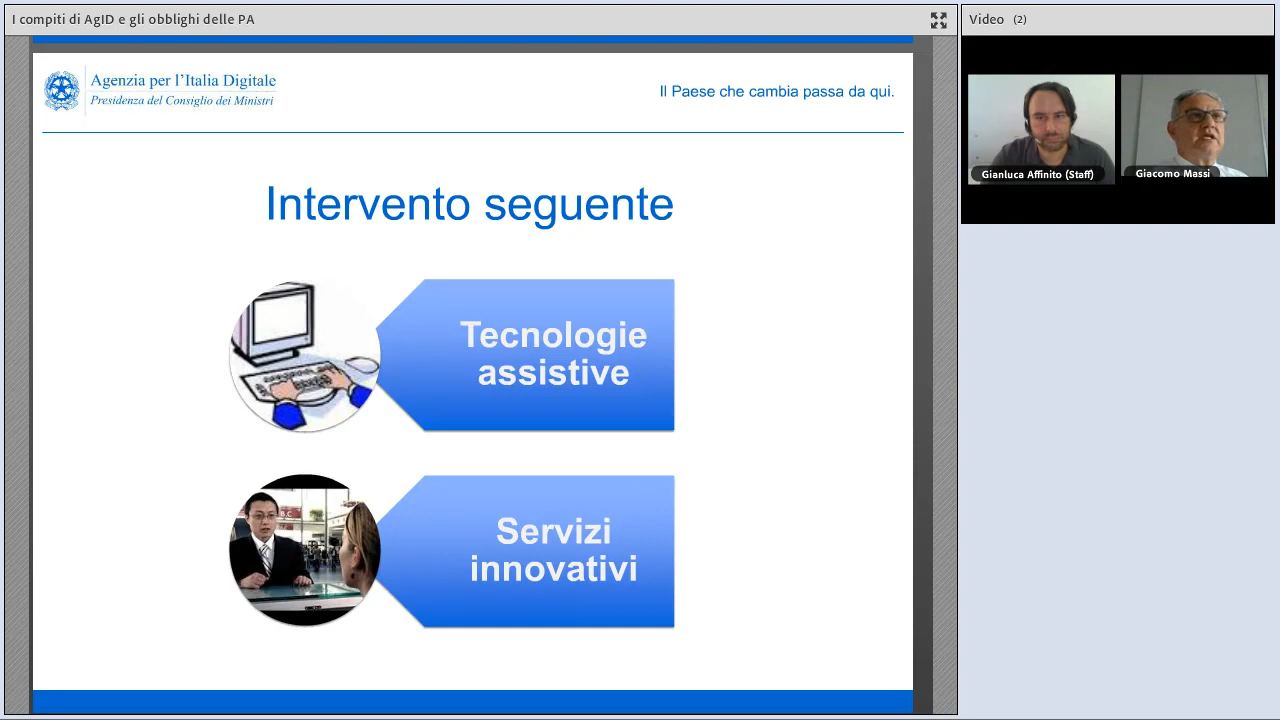 I compiti di AgID e gli obblighi delle PA
Video (2)
Agenzia per l'Italia Digitale
Presidenza del Consiglio dei Ministri
Il Paese che cambia passa da qui.
Gianluca Affinito (Staff)
Giacomo Massi
Intervento seguente
Tecnologie
assistive
Servizi
innovativi